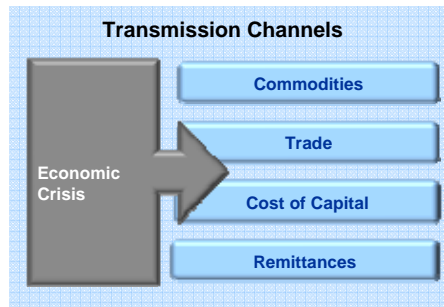 Transmission Channels
Commodities
Trade
Economic
Crisis
Cost of Capital
Remittances